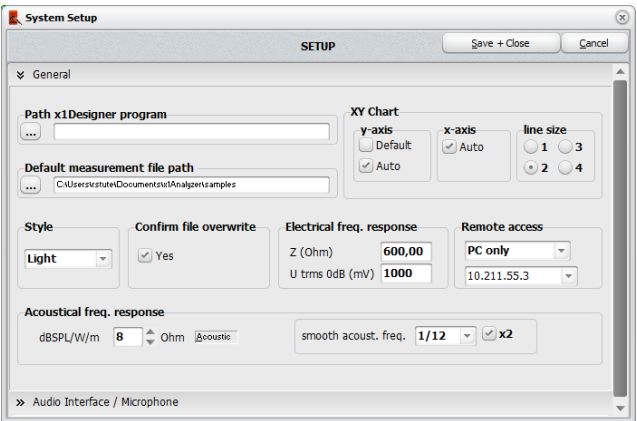 System Setup
SETUP
Save + Close
Cancel
General
Path x1Designer program
...
Default measurement file path
...
C:\Users\rstute\Documents\x1Analyzer\samples
XY Chart
y-axis
Default
Auto
x-axis
Auto
line size
1 3
2 4
Style
Light
Confirm file overwrite
Yes
Electrical freq. response
Z (Ohm) 600,00
U trms 0dB (mV) 1000
Remote access
PC only
10.211.55.3
Acoustical freq. response
dBSPL/W/m 8 Ohm Acoustic
smooth acoust. freq. 1/12 x2
Audio Interface / Microphone